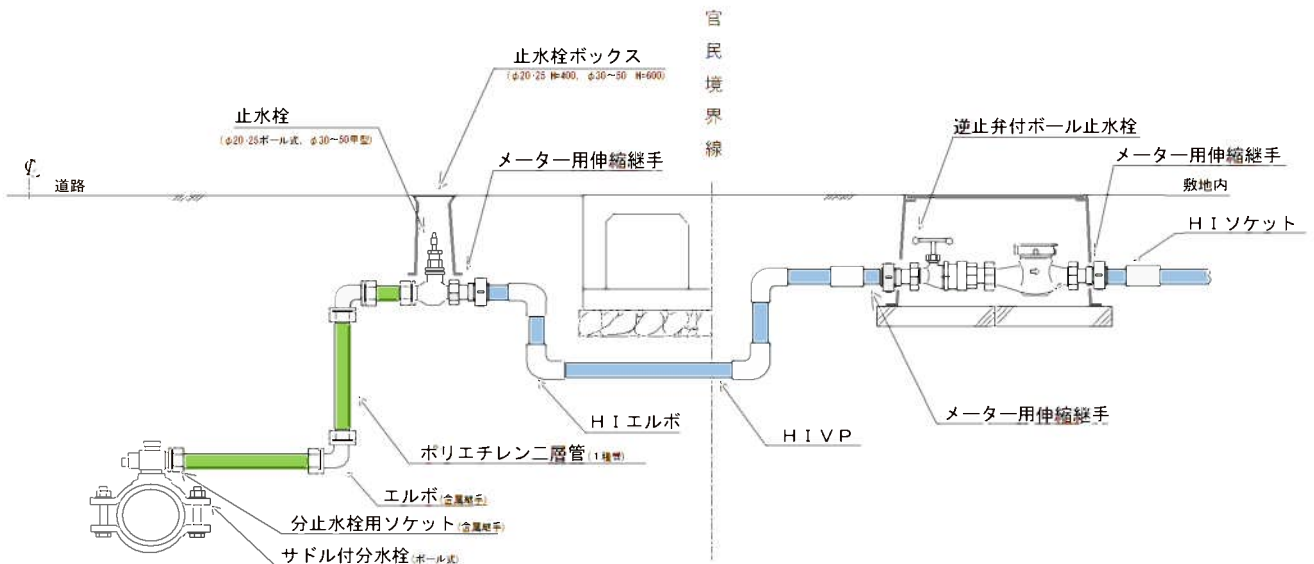 官民境界線
止水栓ボックス
(φ20·25 H=400, φ30~50 H=600)
止水栓
(φ20·25ボール式, φ30~50甲型)
メーター用伸縮継手
逆止弁付ボール止水栓
メーター用伸縮継手
℄
道路
敷地内
HIソケット
メーター用伸縮継手
HIエルボ
HIVP
ポリエチレン二層管(1種管)
エルボ(金属継手)
分止水栓用ソケット(金属継手)
サドル付分水栓(ボール式)